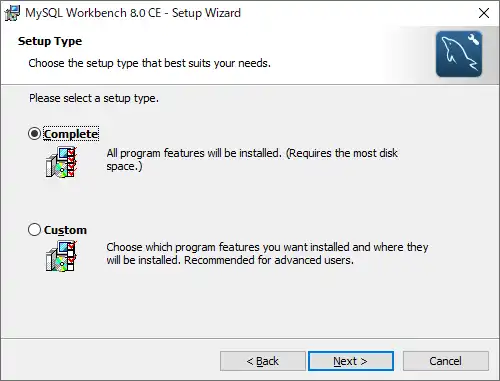 MySQL Workbench 8.0 CE - Setup Wizard
Setup Type
Choose the setup type that best suits your needs.
Please select a setup type.
Complete
All program features will be installed. (Requires the most disk
space.)
Custom
Choose which program features you want installed and where they
will be installed. Recommended for advanced users.
< Back
Next >
Cancel